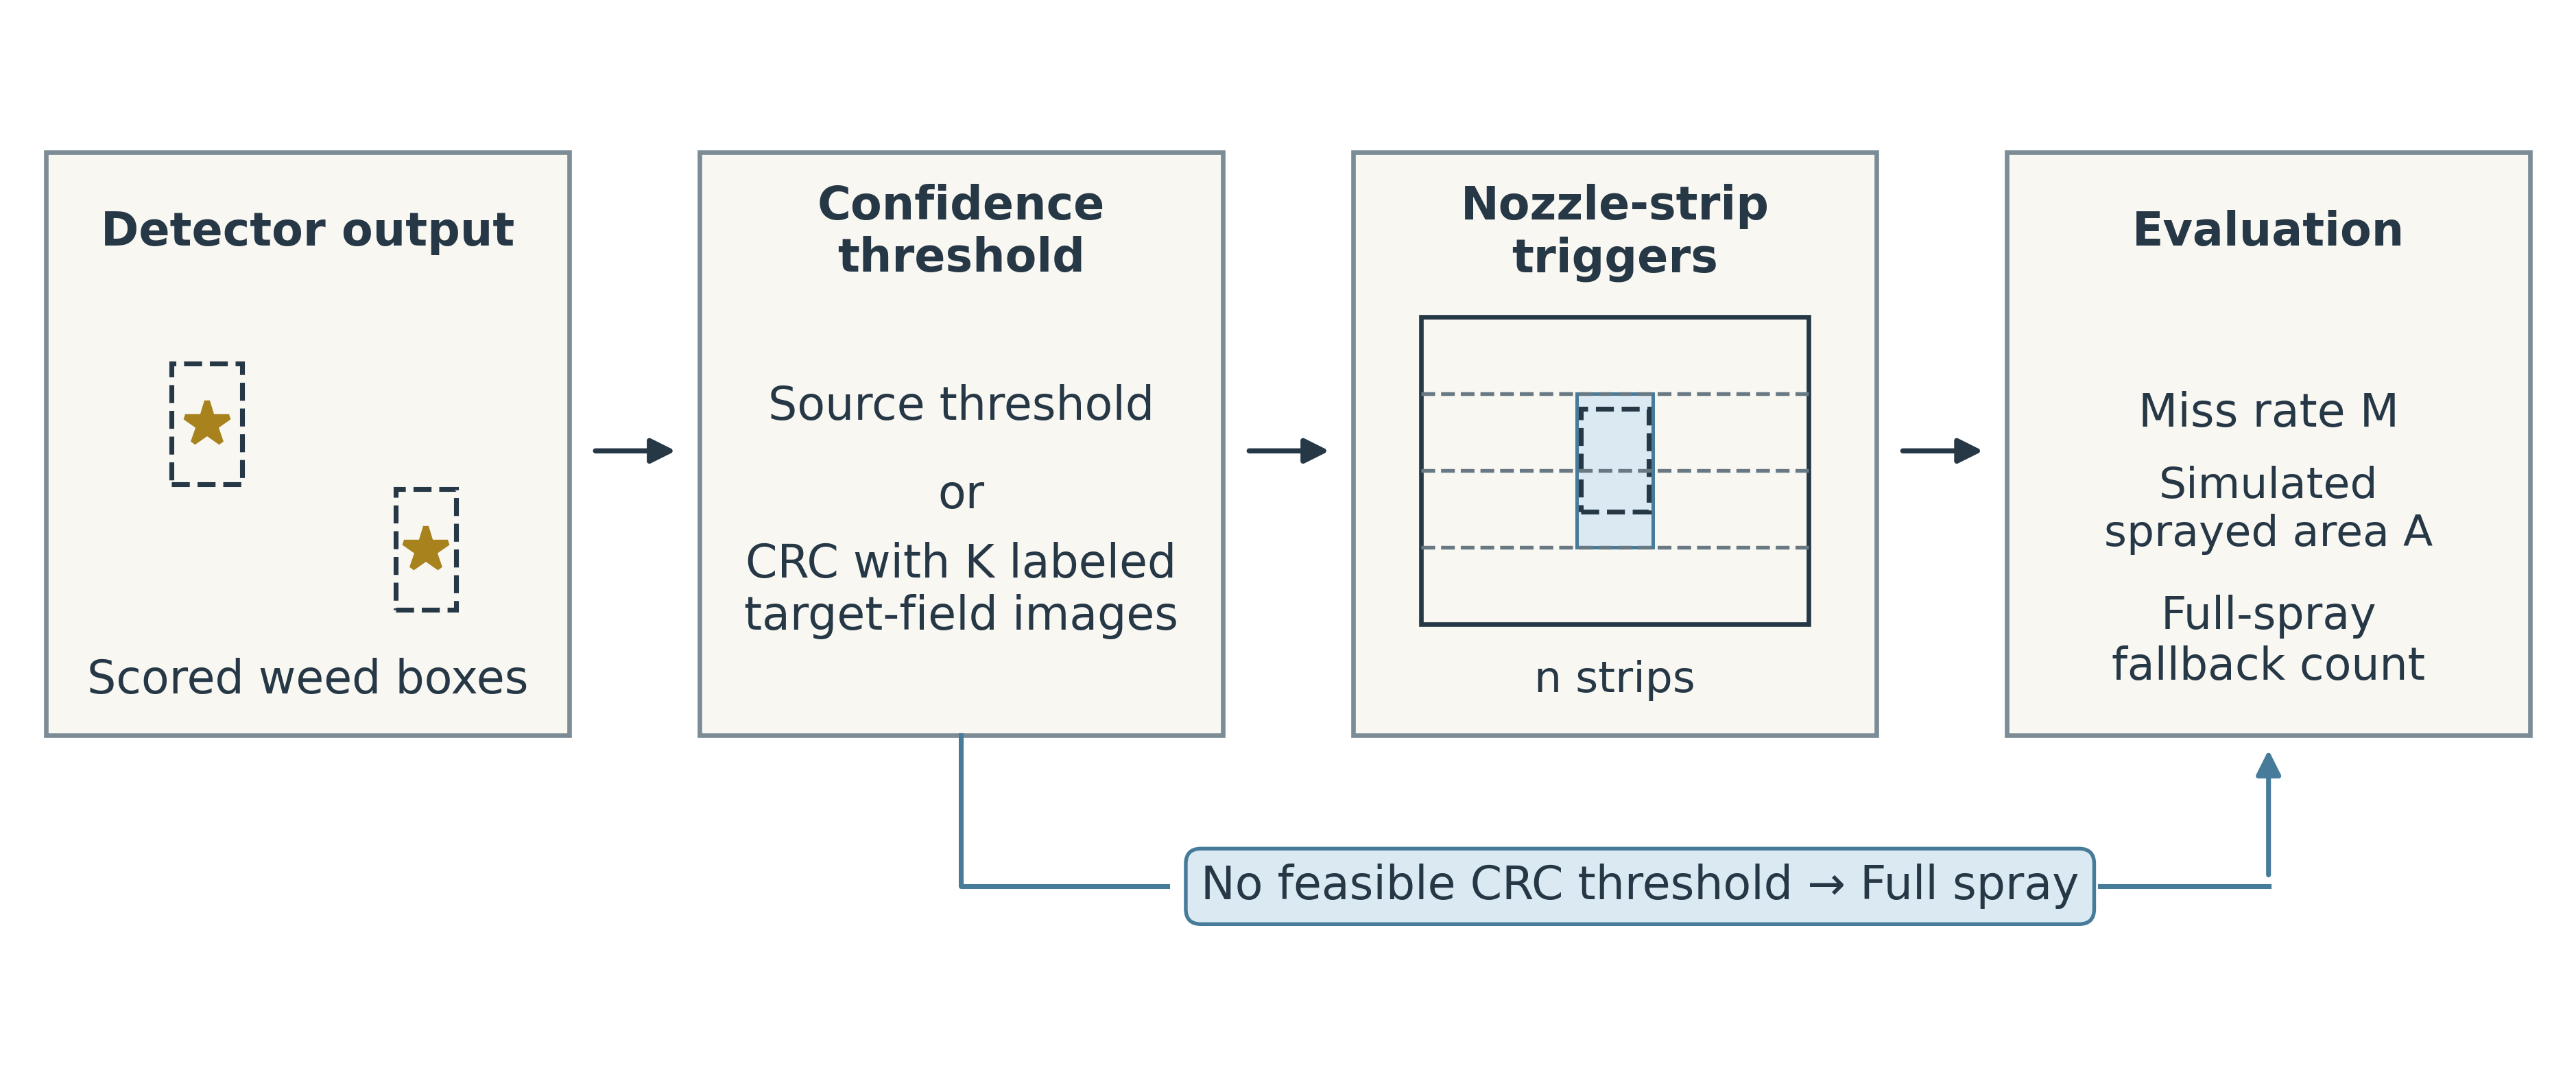 Detector output
Scored weed boxes
Confidence
threshold
Source threshold
or
CRC with K labeled
target-field images
Nozzle-strip
triggers
n strips
Evaluation
Miss rate M
Simulated
sprayed area A
Full-spray
fallback count
No feasible CRC threshold → Full spray